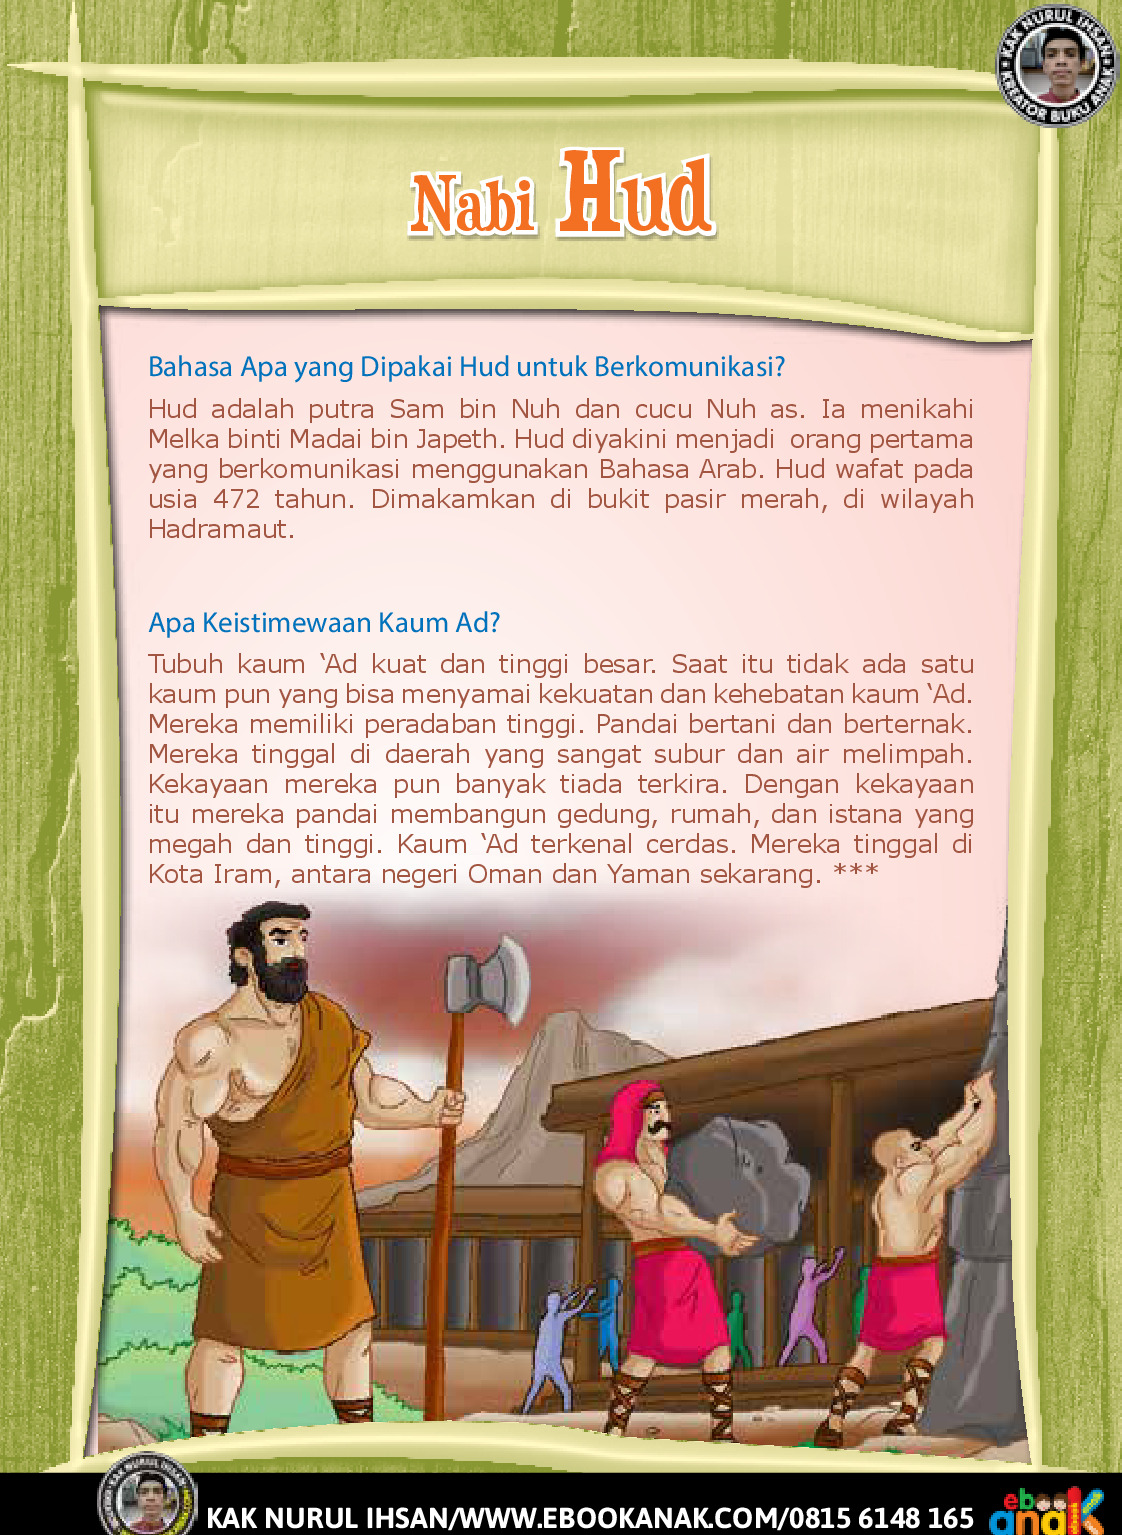 KAK NURUL IHSAN
KREATOR BUKU ANAK
Nabi Hud
Bahasa Apa yang Dipakai Hud untuk Berkomunikasi?
Hud adalah putra Sam bin Nuh dan cucu Nuh as. Ia menikahi
Melka binti Madai bin Japeth. Hud diyakini menjadi orang pertama
yang berkomunikasi menggunakan Bahasa Arab. Hud wafat pada
usia 472 tahun. Dimakamkan di bukit pasir merah, di wilayah
Hadramaut.
Apa Keistimewaan Kaum Ad?
Tubuh kaum ‘Ad kuat dan tinggi besar. Saat itu tidak ada satu
kaum pun yang bisa menyamai kekuatan dan kehebatan kaum ‘Ad.
Mereka memiliki peradaban tinggi. Pandai bertani dan berternak.
Mereka tinggal di daerah yang sangat subur dan air melimpah.
Kekayaan mereka pun banyak tiada terkira. Dengan kekayaan
itu mereka pandai membangun gedung, rumah, dan istana yang
megah dan tinggi. Kaum ‘Ad terkenal cerdas. Mereka tinggal di
Kota Iram, antara negeri Oman dan Yaman sekarang. ***
KAK NURUL IHSAN
KAK NURUL IHSAN/WWW.EBOOKANAK.COM/0815 6148 165
ebook
anak